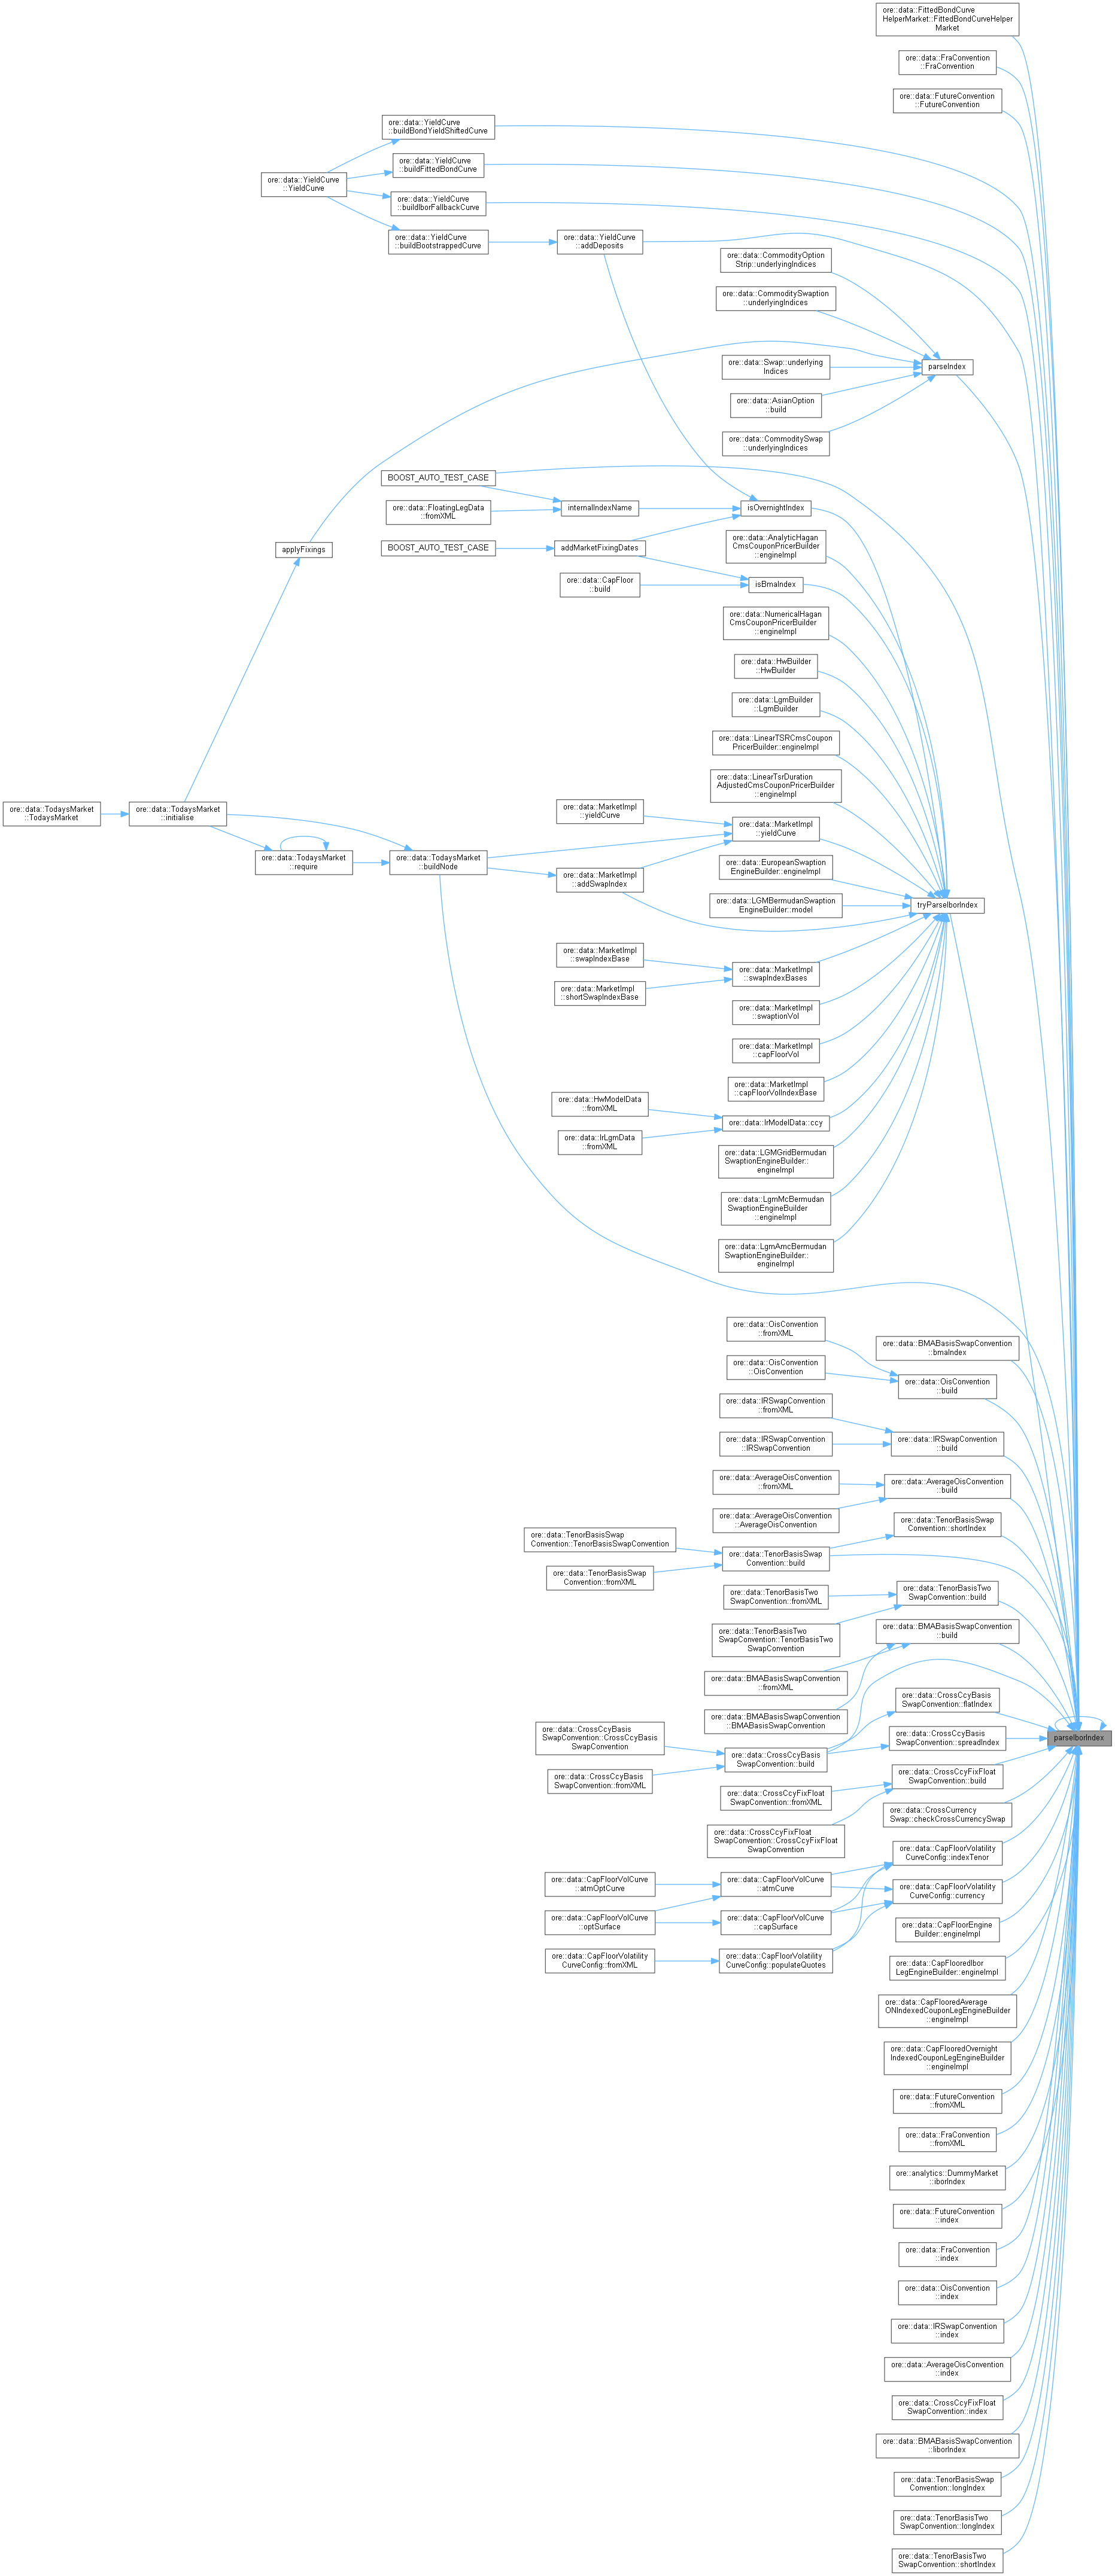 ore::data::FittedBondCurve
HelperMarket::FittedBondCurveHelper
Market
ore::data::FraConvention
::FraConvention
ore::data::FutureConvention
::FutureConvention
ore::data::YieldCurve
::buildBondYieldShiftedCurve
ore::data::YieldCurve
::buildFittedBondCurve
ore::data::YieldCurve
::YieldCurve
ore::data::YieldCurve
::buildIborFallbackCurve
ore::data::YieldCurve
::buildBootstrappedCurve
ore::data::YieldCurve
::addDeposits
ore::data::CommodityOption
Strip::underlyingIndices
ore::data::CommoditySwaption
::underlyingIndices
ore::data::Swap::underlying
Indices
parseIndex
ore::data::AsianOption
::build
ore::data::CommoditySwap
::underlyingIndices
BOOST_AUTO_TEST_CASE
ore::data::FloatingLegData
::fromXML
internalIndexName
isOvernightIndex
applyFixings
BOOST_AUTO_TEST_CASE
addMarketFixingDates
ore::data::AnalyticHagan
CmsCouponPricerBuilder
::engineImpl
ore::data::CapFloor
::build
isBmaIndex
ore::data::NumericalHagan
CmsCouponPricerBuilder
::engineImpl
ore::data::HwBuilder
::HwBuilder
ore::data::LgmBuilder
::LgmBuilder
ore::data::LinearTSRCmsCoupon
PricerBuilder::engineImpl
ore::data::LinearTsrDuration
AdjustedCmsCouponPricerBuilder
::engineImpl
ore::data::TodaysMarket
::TodaysMarket
ore::data::TodaysMarket
::initialise
ore::data::MarketImpl
::yieldCurve
ore::data::MarketImpl
::yieldCurve
ore::data::TodaysMarket
::require
ore::data::TodaysMarket
::buildNode
ore::data::MarketImpl
::addSwapIndex
ore::data::EuropeanSwaption
EngineBuilder::engineImpl
ore::data::LGMBermudanSwaption
EngineBuilder::model
tryParseIborIndex
ore::data::MarketImpl
::swapIndexBase
ore::data::MarketImpl
::shortSwapIndexBase
ore::data::MarketImpl
::swapIndexBases
ore::data::MarketImpl
::swaptionVol
ore::data::MarketImpl
::capFloorVol
ore::data::MarketImpl
::capFloorVolIndexBase
ore::data::HwModelData
::fromXML
ore::data::IrModelData::ccy
ore::data::IrLgmData
::fromXML
ore::data::LGMGridBermudan
SwaptionEngineBuilder::
engineImpl
ore::data::LgmMcBermudan
SwaptionEngineBuilder
::engineImpl
ore::data::LgmAmcBermudan
SwaptionEngineBuilder::
engineImpl
ore::data::OisConvention
::fromXML
ore::data::BMABasisSwapConvention
::bmaIndex
ore::data::OisConvention
::OisConvention
ore::data::OisConvention
::build
ore::data::IRSwapConvention
::fromXML
ore::data::IRSwapConvention
::IRSwapConvention
ore::data::IRSwapConvention
::build
ore::data::AverageOisConvention
::fromXML
ore::data::AverageOisConvention
::build
ore::data::AverageOisConvention
::AverageOisConvention
ore::data::TenorBasisSwap
Convention::shortIndex
ore::data::TenorBasisSwap
Convention::TenorBasisSwapConvention
ore::data::TenorBasisSwap
Convention::build
ore::data::TenorBasisSwap
Convention::fromXML
ore::data::TenorBasisTwo
SwapConvention::fromXML
ore::data::TenorBasisTwo
SwapConvention::build
ore::data::TenorBasisTwo
SwapConvention::TenorBasisTwo
SwapConvention
ore::data::BMABasisSwapConvention
::build
ore::data::BMABasisSwapConvention
::fromXML
ore::data::BMABasisSwapConvention
::BMABasisSwapConvention
ore::data::CrossCcyBasis
SwapConvention::flatIndex
ore::data::CrossCcyBasis
SwapConvention::CrossCcyBasis
SwapConvention
ore::data::CrossCcyBasis
SwapConvention::build
ore::data::CrossCcyBasis
SwapConvention::spreadIndex
parseIborIndex
ore::data::CrossCcyBasis
SwapConvention::fromXML
ore::data::CrossCcyFixFloat
SwapConvention::fromXML
ore::data::CrossCcyFixFloat
SwapConvention::build
ore::data::CrossCurrency
Swap::checkCrossCurrencySwap
ore::data::CrossCcyFixFloat
SwapConvention::CrossCcyFixFloat
SwapConvention
ore::data::CapFloorVolatility
CurveConfig::indexTenor
ore::data::CapFloorVolCurve
::atmOptCurve
ore::data::CapFloorVolCurve
::atmCurve
ore::data::CapFloorVolatility
CurveConfig::currency
ore::data::CapFloorVolCurve
::optSurface
ore::data::CapFloorVolCurve
::capSurface
ore::data::CapFloorEngine
Builder::engineImpl
ore::data::CapFloorVolatility
CurveConfig::fromXML
ore::data::CapFloorVolatility
CurveConfig::populateQuotes
ore::data::CapFlooredIbor
LegEngineBuilder::engineImpl
ore::data::CapFlooredAverage
ONIndexedCouponLegEngineBuilder
::engineImpl
ore::data::CapFlooredOvernight
IndexedCouponLegEngineBuilder
::engineImpl
ore::data::FutureConvention
::fromXML
ore::data::FraConvention
::fromXML
ore::analytics::DummyMarket
::iborIndex
ore::data::FutureConvention
::index
ore::data::FraConvention
::index
ore::data::OisConvention
::index
ore::data::IRSwapConvention
::index
ore::data::AverageOisConvention
::index
ore::data::CrossCcyFixFloat
SwapConvention::index
ore::data::BMABasisSwapConvention
::liborIndex
ore::data::TenorBasisSwap
Convention::longIndex
ore::data::TenorBasisTwo
SwapConvention::longIndex
ore::data::TenorBasisTwo
SwapConvention::shortIndex